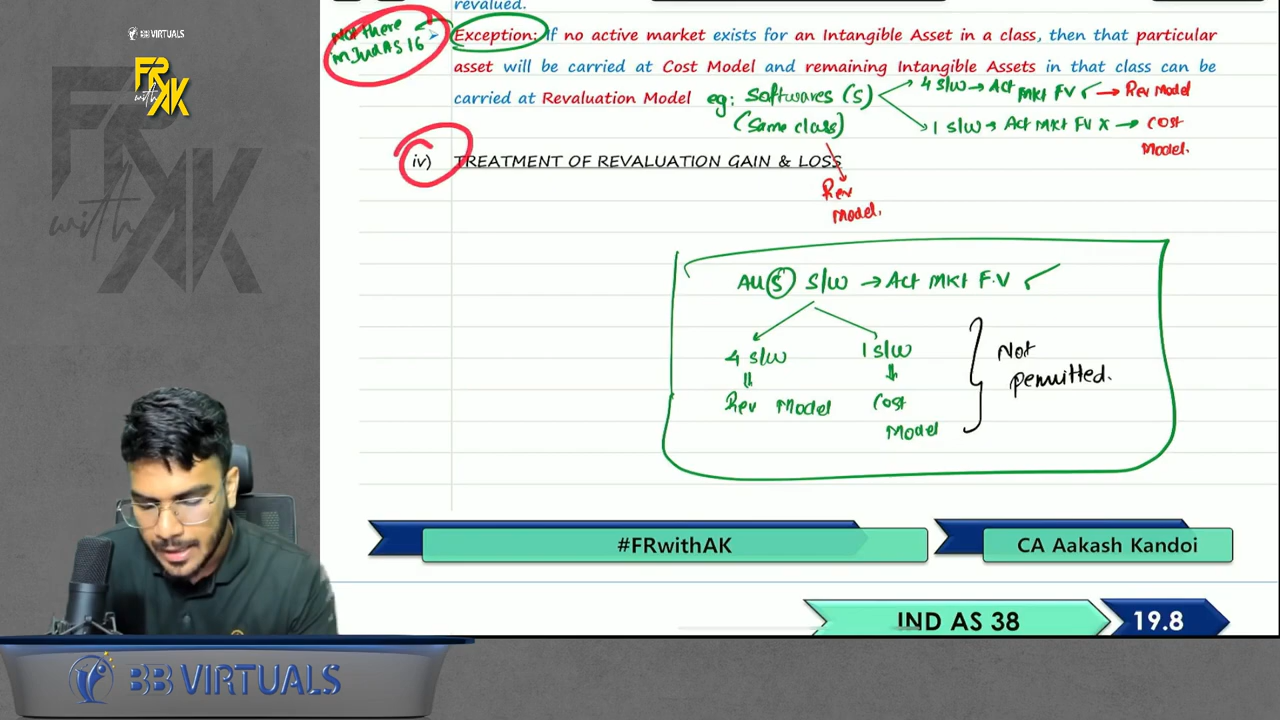 BB VIRTUALS
FR
with
AK
revalued.
Not there
in Ind AS 16
Exception: If no active market exists for an Intangible Asset in a class, then that particular
asset will be carried at Cost Model and remaining Intangible Assets in that class can be
carried at Revaluation Model eg: Softwares (5)
(Same class)
4 s/w → Act Mkt FV ✓ → Rev Model
1 s/w → Act Mkt FV X → Cost
Model.
iv) TREATMENT OF REVALUATION GAIN & LOSS
Rev
Model.
All 5 s/w → Act Mkt F.V ✓
4 s/w
1 s/w
Rev Model
Cost
Model
Not
permitted.
#FRwithAK
CA Aakash Kandoi
IND AS 38
19.8
BB VIRTUALS
FR
with
AK